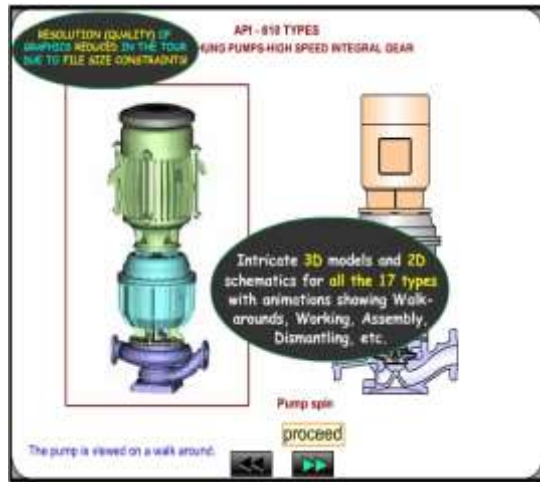 RESOLUTION (QUALITY) OF
GRAPHICS REDUCED IN THE TOUR
DUE TO FILE SIZE CONSTRAINTS!
API - 610 TYPES
HUNG PUMPS-HIGH SPEED INTEGRAL GEAR
Intricate 3D models and 2D
schematics for all the 17 types
with animations showing Walk-
arounds, Working, Assembly,
Dismantling, etc.
Pump spin
proceed
The pump is viewed on a walk around.